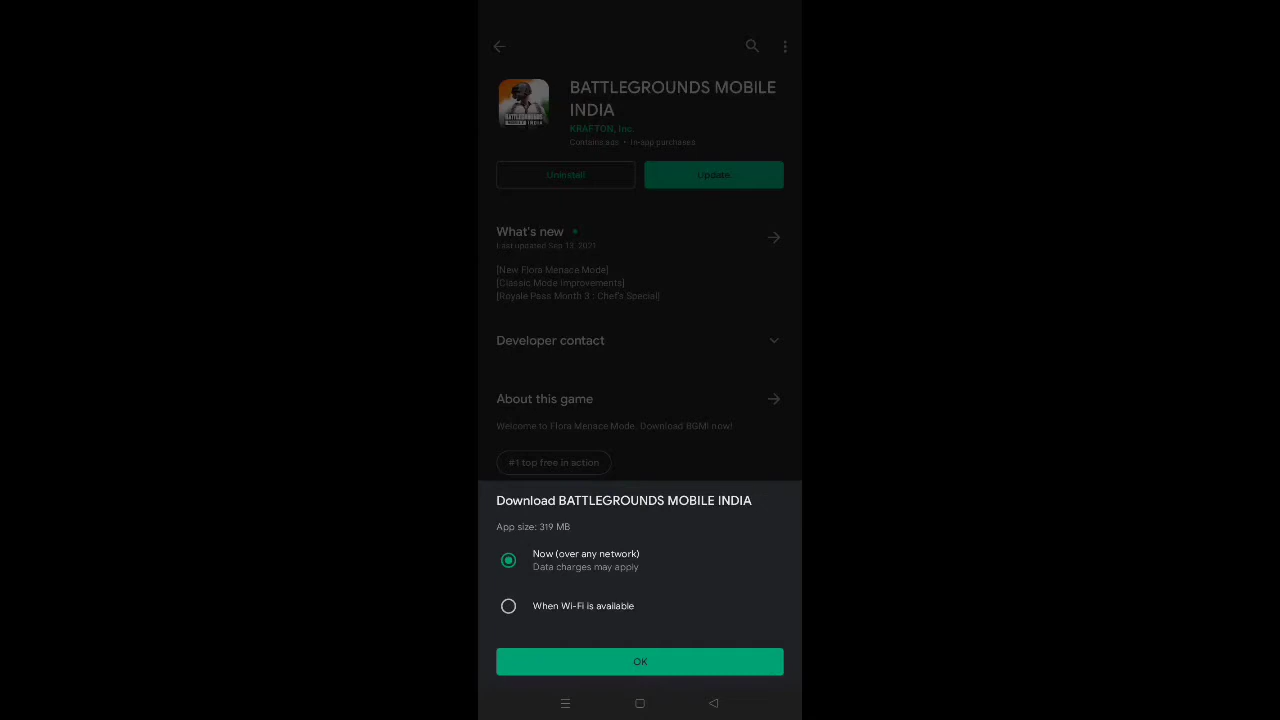 BATTLEGROUNDS MOBILE
INDIA
KRAFTON, Inc.
Contains ads • In-app purchases
Uninstall
Update
What's new
Last updated Sep 13, 2021
[New Flora Menace Mode]
[Classic Mode Improvements]
[Royale Pass Month 3 : Chef's Special]
Developer contact
About this game
Welcome to Flora Menace Mode. Download BGMI now!
#1 top free in action
Download BATTLEGROUNDS MOBILE INDIA
App size: 319 MB
Now (over any network)
Data charges may apply
When Wi-Fi is available
OK